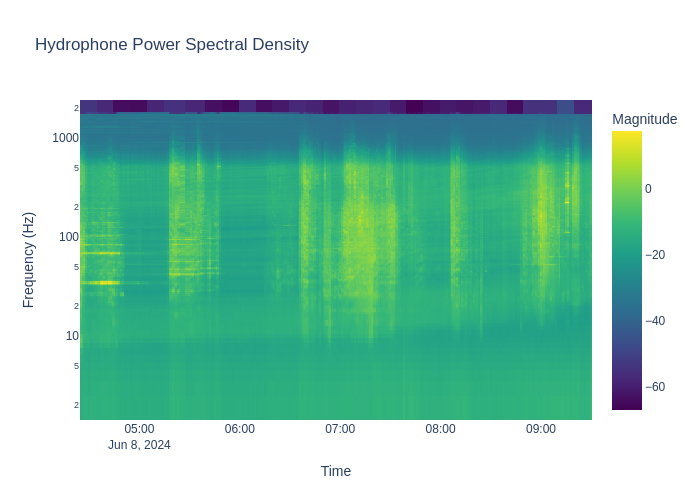 Hydrophone Power Spectral Density
Magnitude
0
−20
−40
−60
2
1000
5
2
100
5
2
10
5
2
Frequency (Hz)
05:00 06:00 07:00 08:00 09:00
Jun 8, 2024
Time